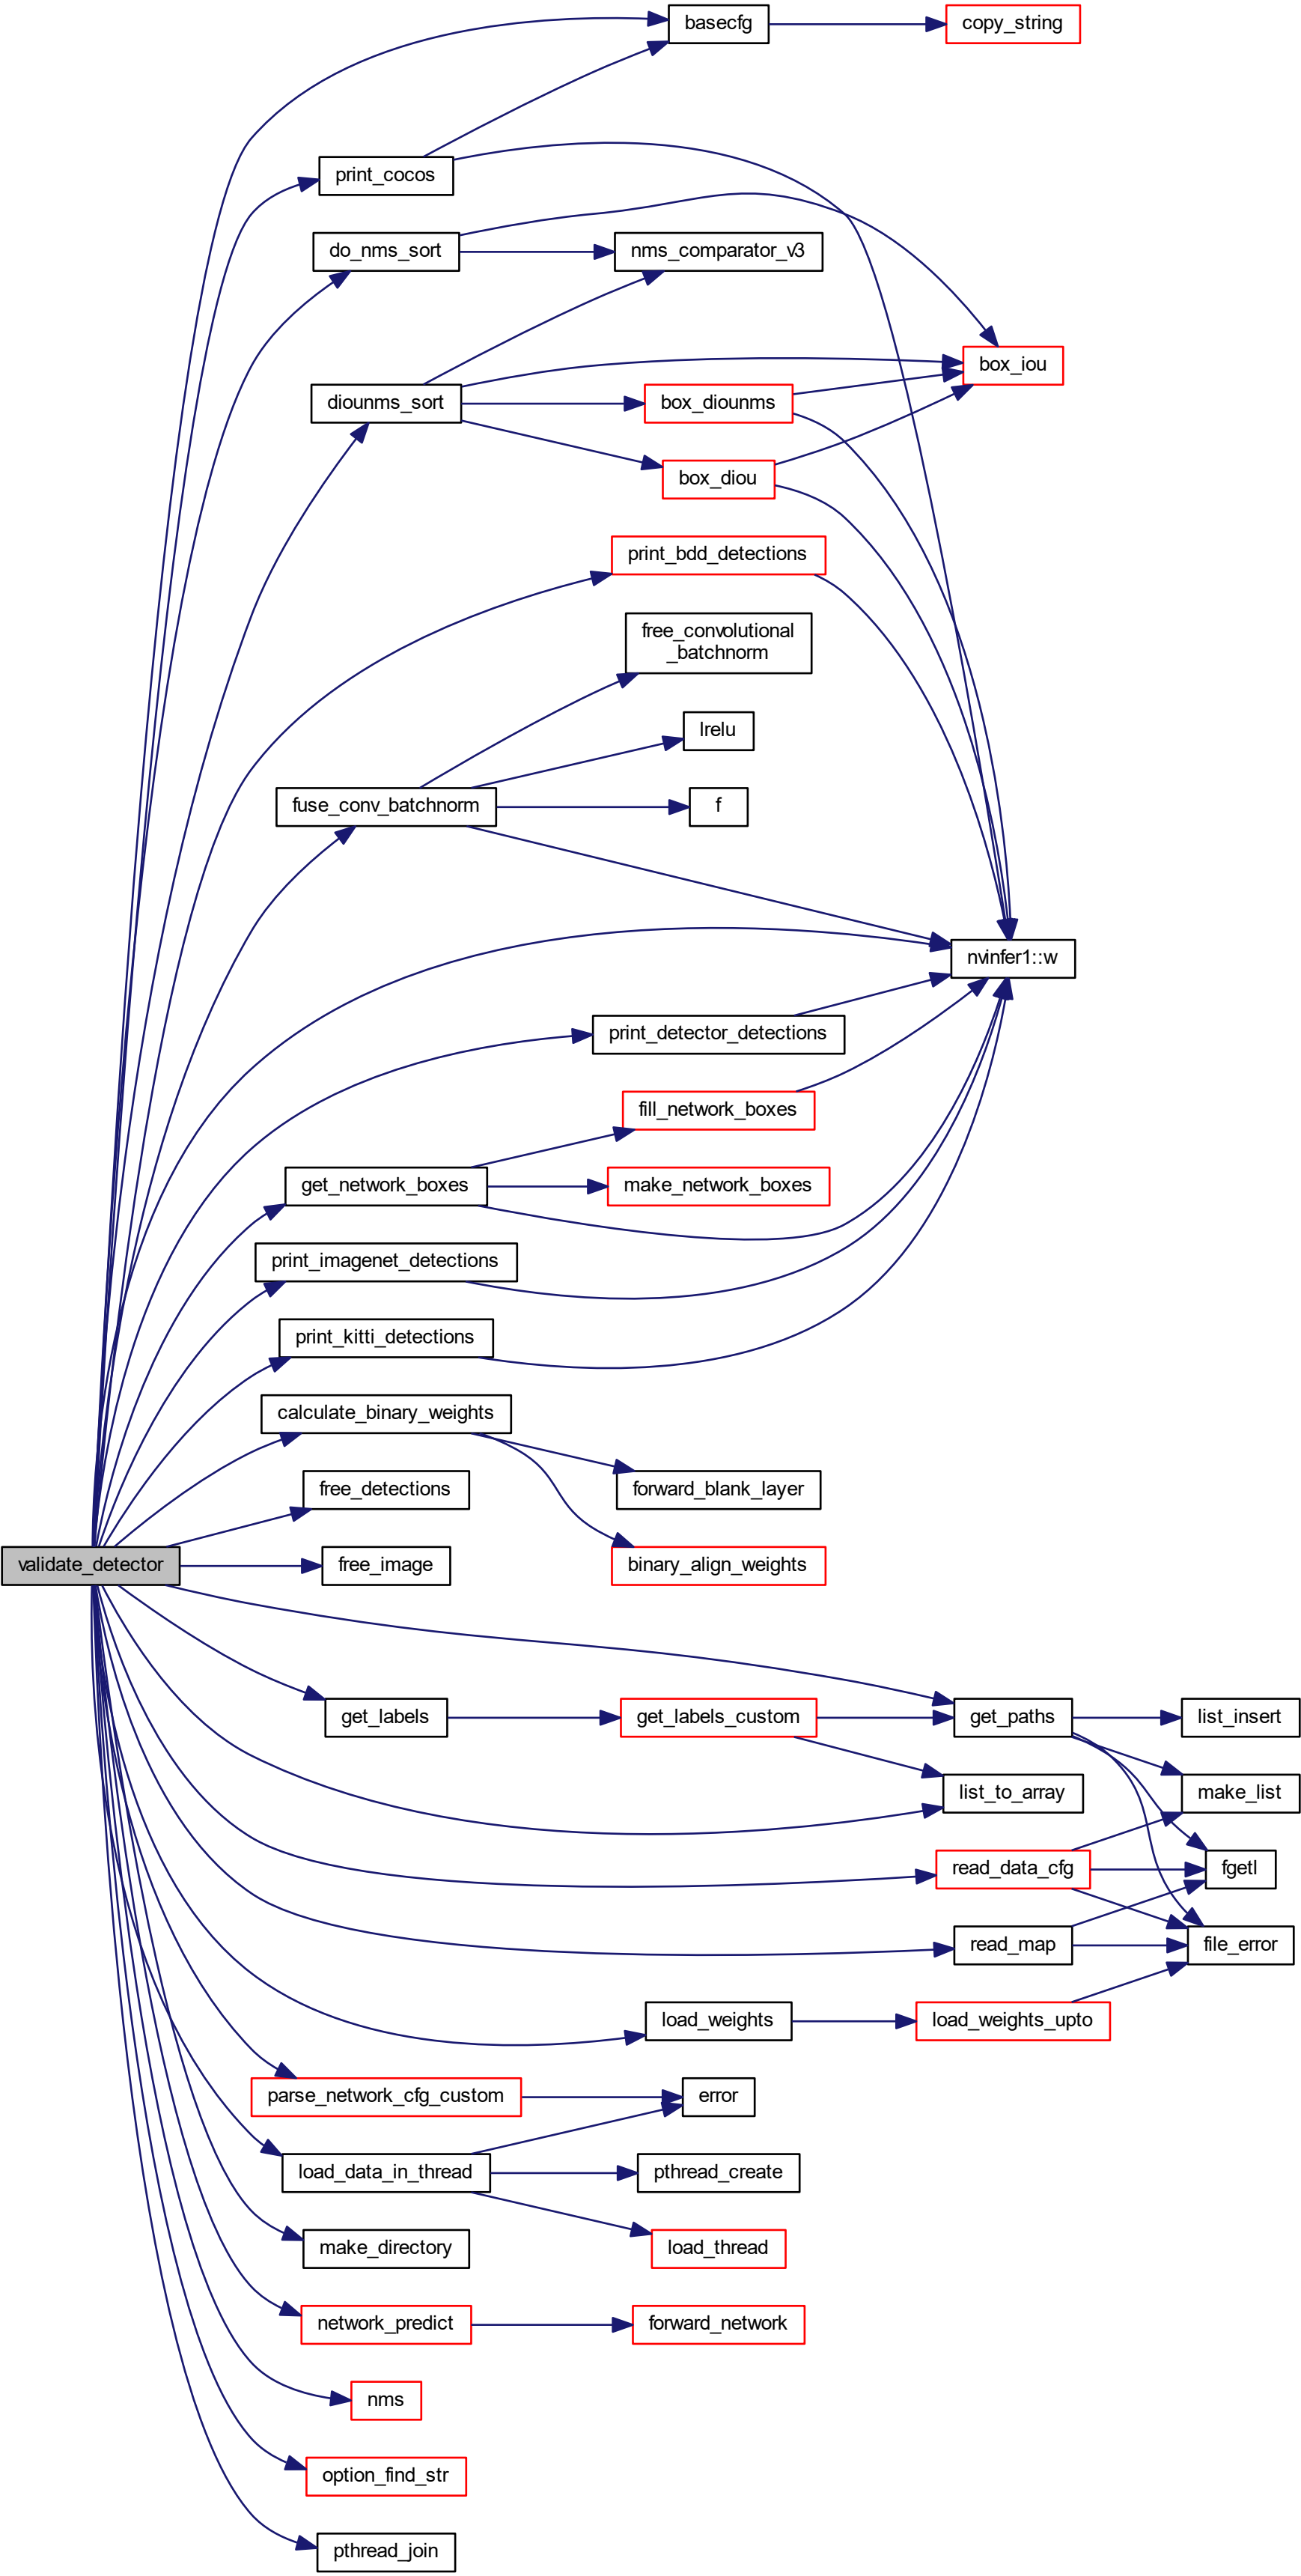 basecfg
copy_string
print_cocos
do_nms_sort
nms_comparator_v3
box_iou
diounms_sort
box_diounms
box_diou
print_bdd_detections
free_convolutional
_batchnorm
lrelu
fuse_conv_batchnorm
f
nvinfer1::w
print_detector_detections
fill_network_boxes
get_network_boxes
make_network_boxes
print_imagenet_detections
print_kitti_detections
calculate_binary_weights
free_detections
forward_blank_layer
validate_detector
free_image
binary_align_weights
get_labels
get_labels_custom
get_paths
list_insert
list_to_array
make_list
read_data_cfg
fgetl
read_map
file_error
load_weights
load_weights_upto
parse_network_cfg_custom
error
load_data_in_thread
pthread_create
make_directory
load_thread
network_predict
forward_network
nms
option_find_str
pthread_join